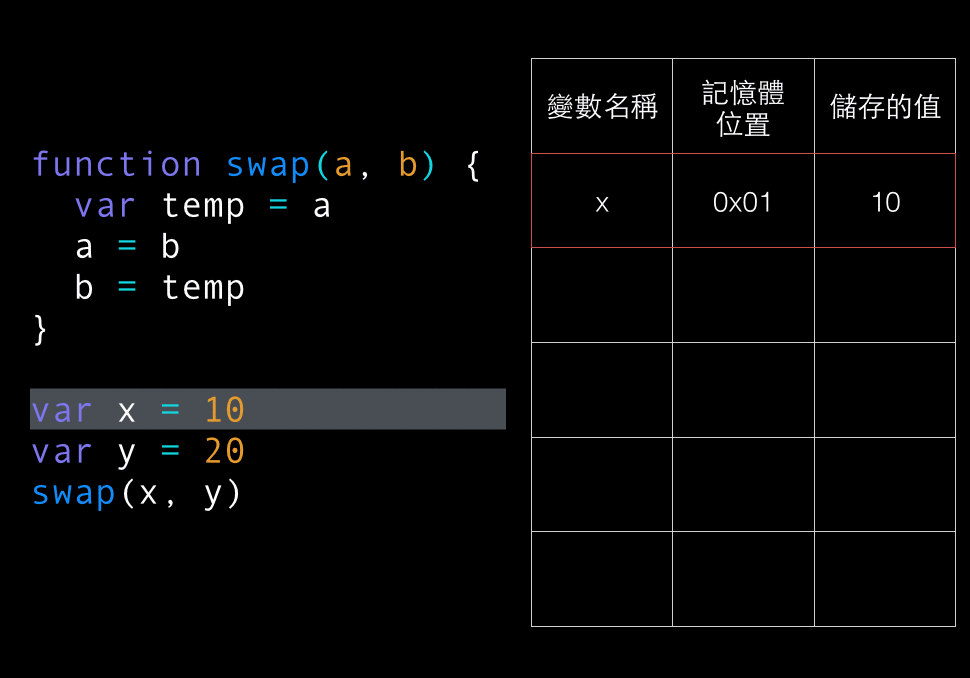 function swap(a, b) {
  var temp = a
  a = b
  b = temp
}
var x = 10
var y = 20
swap(x, y)
變數名稱
記憶體
位置
儲存的值
x
0x01
10